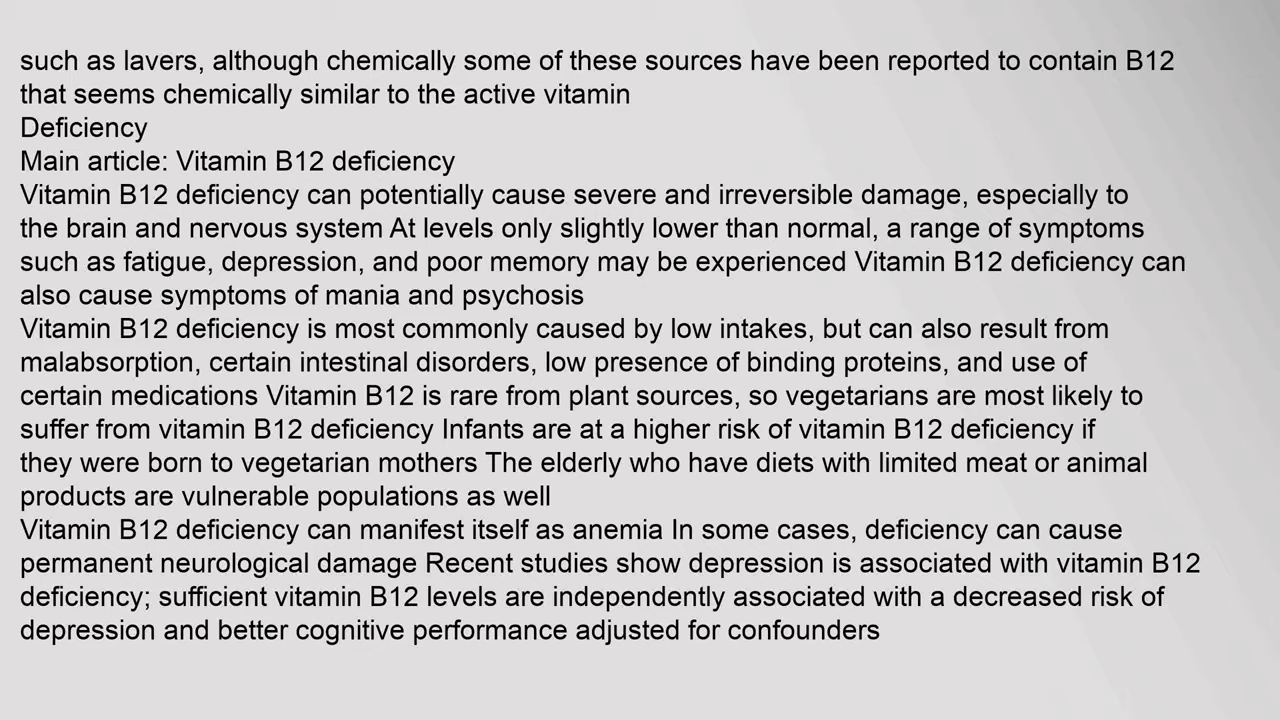 such as lavers, although chemically some of these sources have been reported to contain B12
that seems chemically similar to the active vitamin
Deficiency
Main article: Vitamin B12 deficiency
Vitamin B12 deficiency can potentially cause severe and irreversible damage, especially to
the brain and nervous system At levels only slightly lower than normal, a range of symptoms
such as fatigue, depression, and poor memory may be experienced Vitamin B12 deficiency can
also cause symptoms of mania and psychosis
Vitamin B12 deficiency is most commonly caused by low intakes, but can also result from
malabsorption, certain intestinal disorders, low presence of binding proteins, and use of
certain medications Vitamin B12 is rare from plant sources, so vegetarians are most likely to
suffer from vitamin B12 deficiency Infants are at a higher risk of vitamin B12 deficiency if
they were born to vegetarian mothers The elderly who have diets with limited meat or animal
products are vulnerable populations as well
Vitamin B12 deficiency can manifest itself as anemia In some cases, deficiency can cause
permanent neurological damage Recent studies show depression is associated with vitamin B12
deficiency; sufficient vitamin B12 levels are independently associated with a decreased risk of
depression and better cognitive performance adjusted for confounders